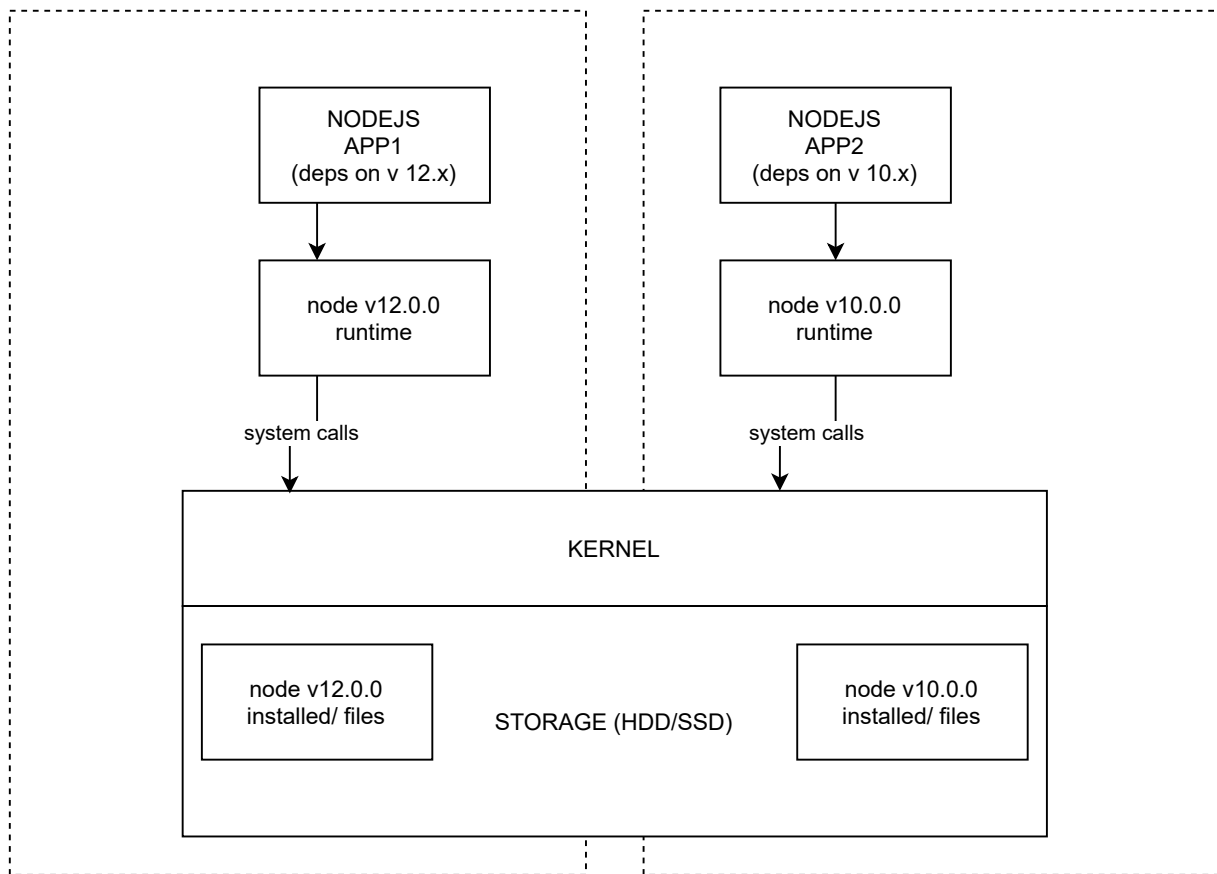 NODEJS
APP1
(deps on v 12.x)
NODEJS
APP2
(deps on v 10.x)
node v12.0.0
runtime
node v10.0.0
runtime
system calls
system calls
KERNEL
node v12.0.0
installed/ files
STORAGE (HDD/SSD)
node v10.0.0
installed/ files